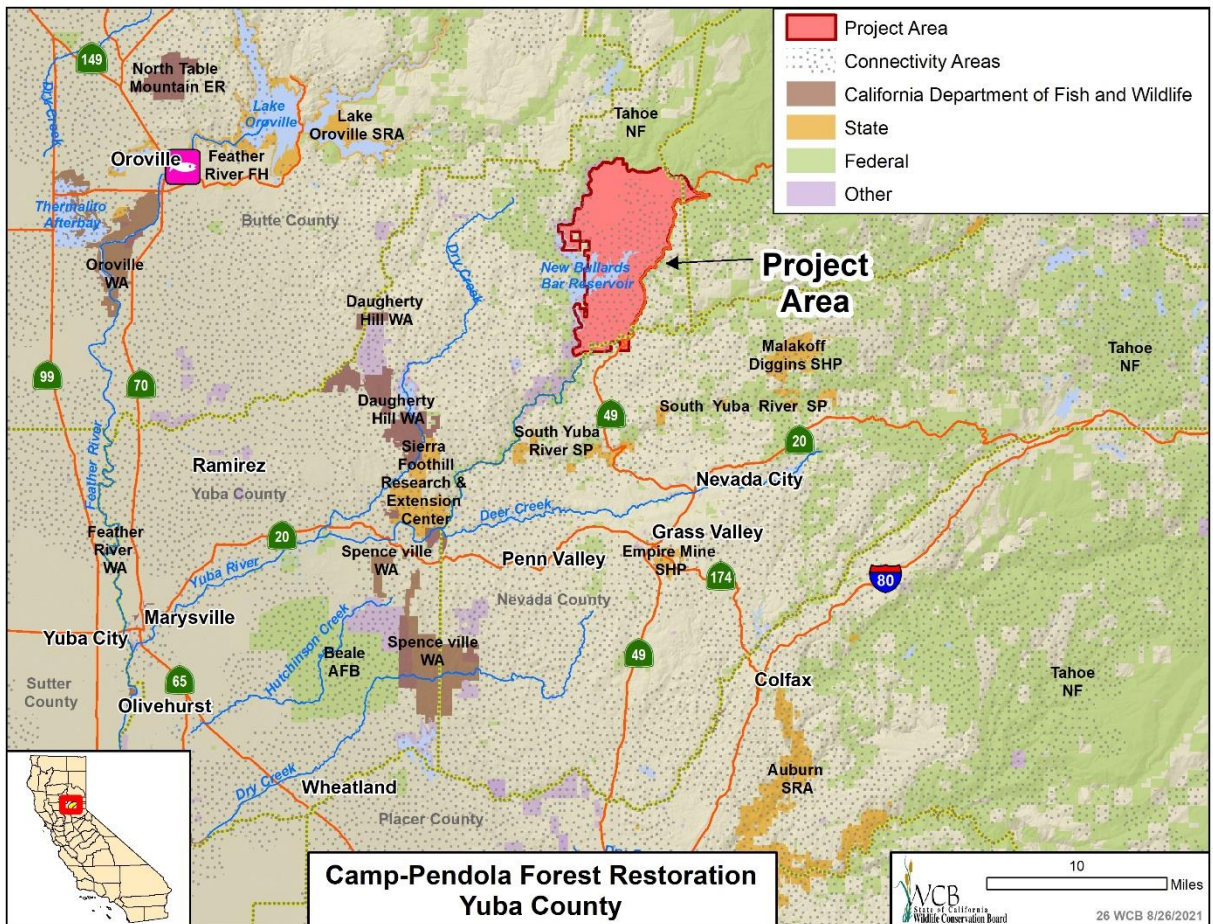 149
North Table
Mountain ER
Dry Creek
Lake
Oroville
Lake
Oroville SRA
Tahoe
NF
Project Area
Connectivity Areas
California Department of Fish and Wildlife
State
Federal
Other
Oroville
Feather
River FH
Thermalito
Afterbay
Butte County
Oroville
WA
Dry Creek
New Bullards
Bar Reservoir
Project
Area
Daugherty
Hill WA
Malakoff
Diggins SHP
Tahoe
NF
99
70
Daugherty
Hill WA
49
South Yuba River SP
20
South Yuba
River SP
Sierra
Foothill
Research &
Extension
Center
Feather River
Ramirez
Yuba County
Nevada City
Deer Creek
Feather
River
WA
20
Yuba River
Spence ville
WA
Penn Valley
Grass Valley
Empire Mine
SHP
174
80
Nevada County
Marysville
Yuba City
Hutchinson Creek
Beale
AFB
Spence ville
WA
49
Sutter
County
65
Olivehurst
Colfax
Tahoe
NF
Dry Creek
Wheatland
Placer County
Auburn
SRA
Camp-Pendola Forest Restoration
Yuba County
WCB
State of California
Wildlife Conservation Board
10
Miles
26 WCB 8/26/2021